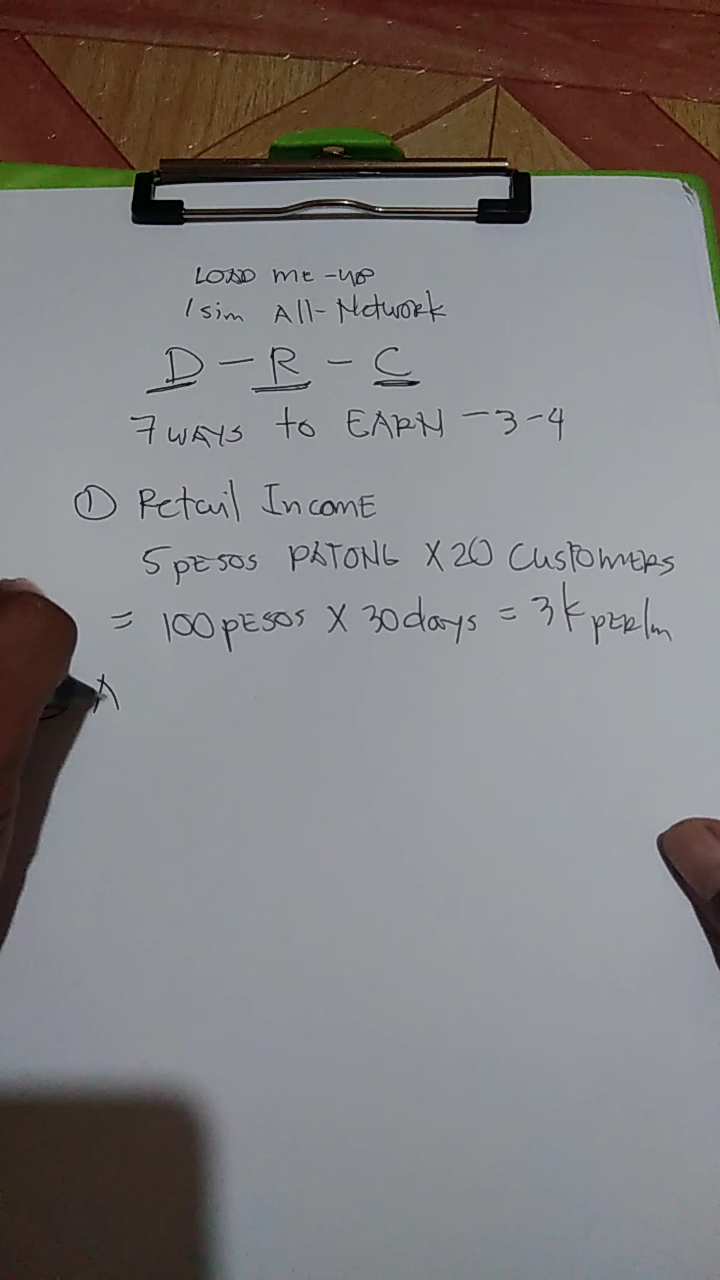 LOAD me-up
1 sim All-Network
D - R - C
7 WAYS to EARN - 3-4
① Retail Income
5 PESOS PATONG X 20 CUSTOMERS
= 100 PESOS X 30 days = 3k PER/m